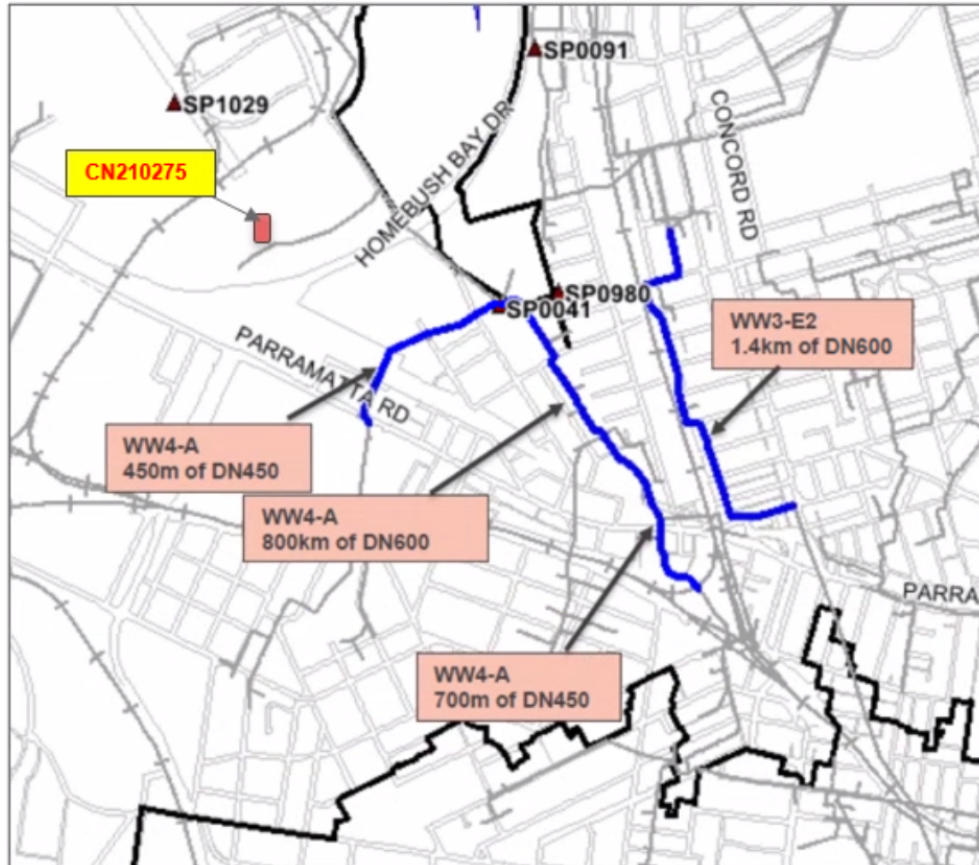 SP0091
SP1029
CONCORD RD
HOMEBUSH BAY DR
CN210275
SP0980
SP0041
WW3-E2
1.4km of DN600
PARRAMATTA RD
WW4-A
450m of DN450
WW4-A
800km of DN600
PARRA
WW4-A
700m of DN450